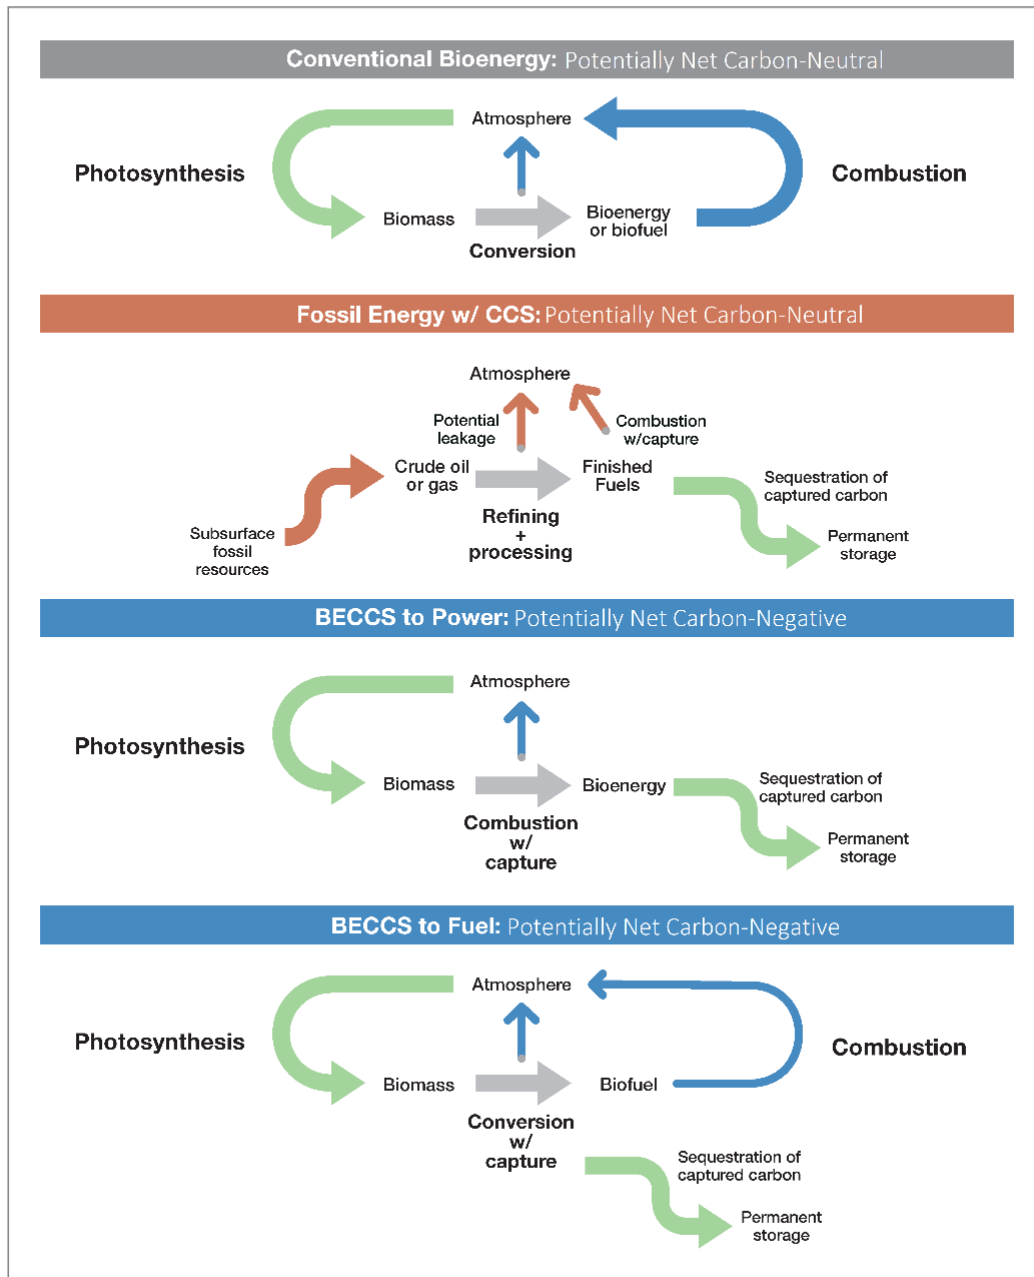 Conventional Bioenergy: Potentially Net Carbon-Neutral
Atmosphere
Photosynthesis
Combustion
Biomass
Bioenergy
or biofuel
Conversion
Fossil Energy w/ CCS: Potentially Net Carbon-Neutral
Atmosphere
Potential
leakage
Combustion
w/capture
Crude oil
or gas
Finished
Fuels
Sequestration of
captured carbon
Subsurface
fossil
resources
Refining
+
processing
Permanent
storage
BECCS to Power: Potentially Net Carbon-Negative
Atmosphere
Photosynthesis
Biomass
Bioenergy
Sequestration of
captured carbon
Combustion
w/
capture
Permanent
storage
BECCS to Fuel: Potentially Net Carbon-Negative
Atmosphere
Photosynthesis
Combustion
Biomass
Biofuel
Conversion
w/
capture
Sequestration of
captured carbon
Permanent
storage